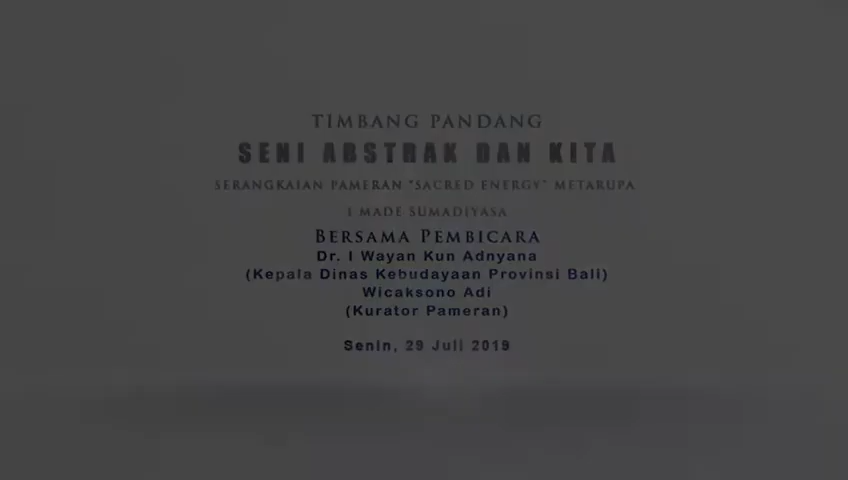 TIMBANG PANDANG
SENI ABSTRAK DAN KITA
SERANGKAIAN PAMERAN "SACRED ENERGY" METARUPA
I MADE SUMADIYASA
BERSAMA PEMBICARA
Dr. I Wayan Kun Adnyana
(Kepala Dinas Kebudayaan Provinsi Bali)
Wicaksono Adi
(Kurator Pameran)
Senin, 29 Juli 2019